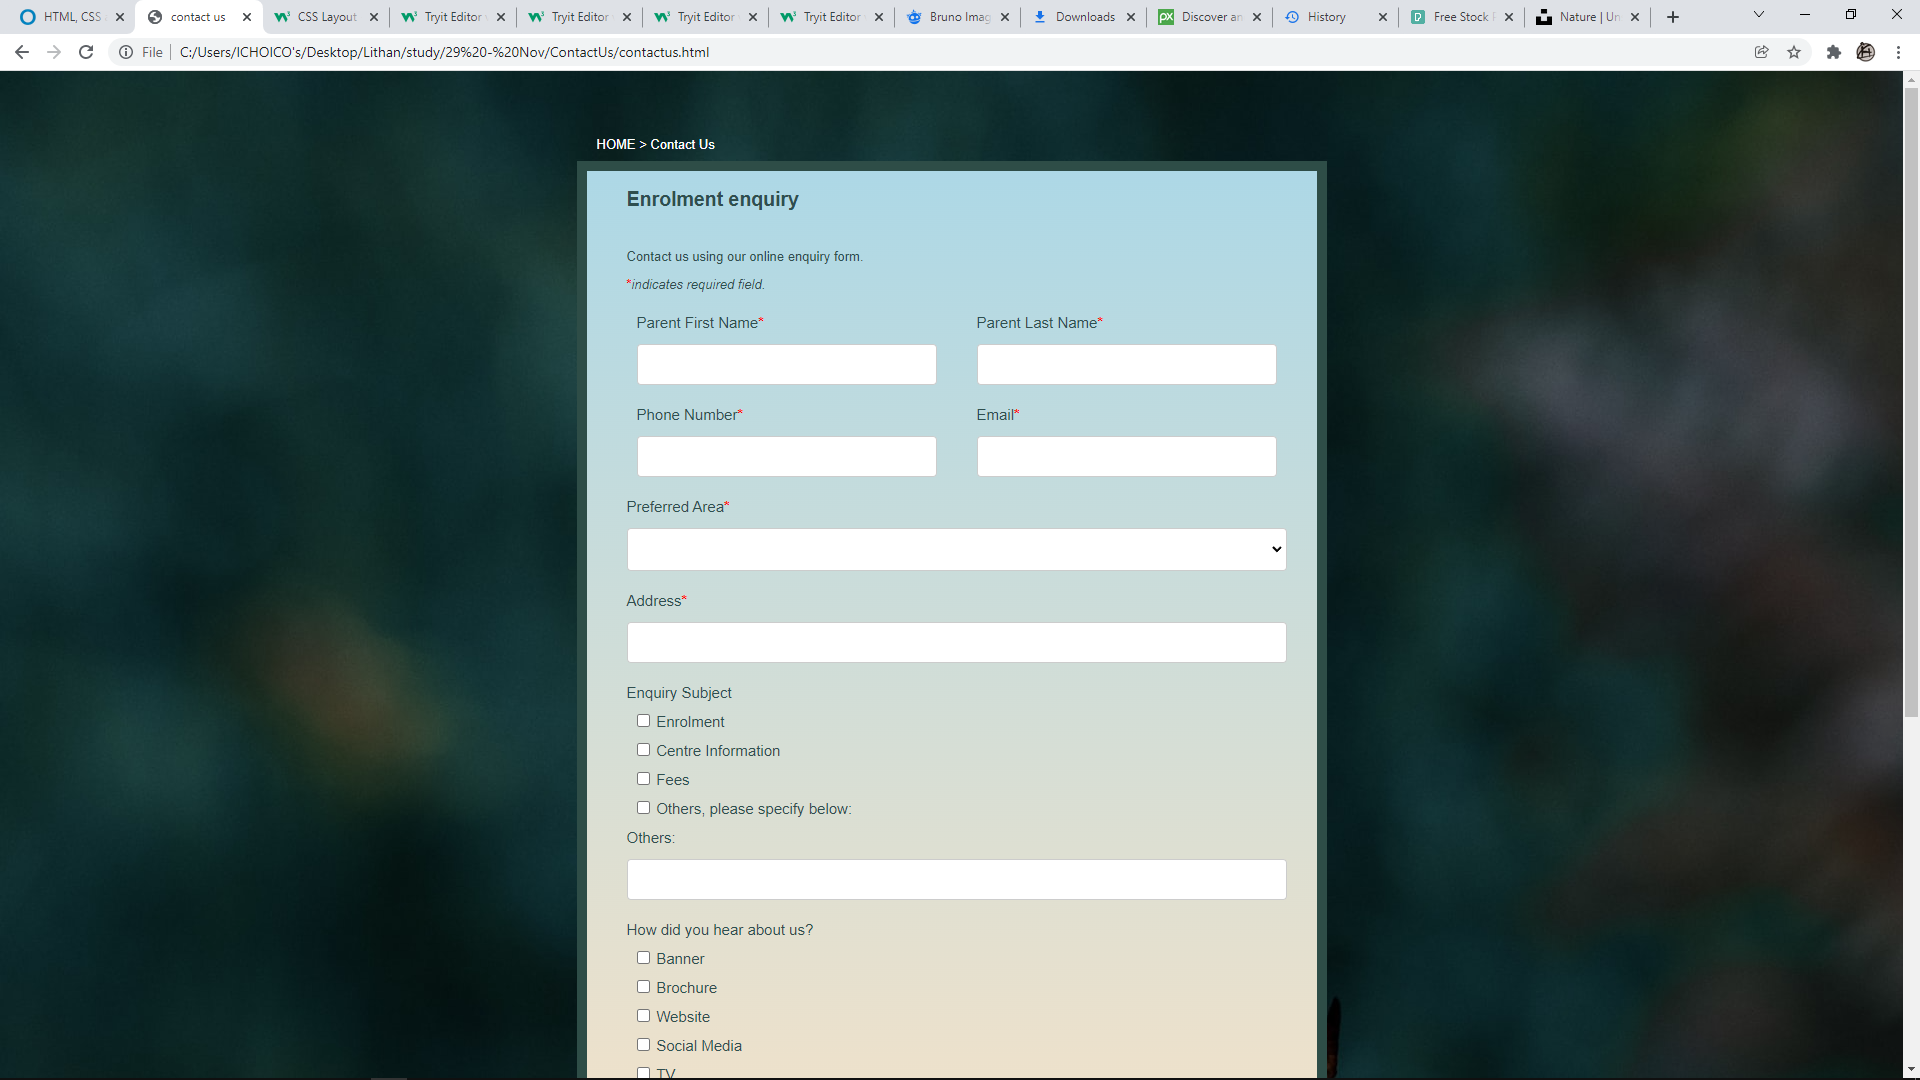 HTML, CSS
contact us
CSS Layout
Tryit Editor
Tryit Editor
Tryit Editor
Tryit Editor
Bruno Imag
Downloads
Discover an
History
Free Stock
Nature | Un
File
C:/Users/ICHOICO's/Desktop/Lithan/study/29%20-%20Nov/ContactUs/contactus.html
HOME > Contact Us
Enrolment enquiry
Contact us using our online enquiry form.
*indicates required field.
Parent First Name* Parent Last Name*
Phone Number* Email*
Preferred Area*
Address*
Enquiry Subject
Enrolment
Centre Information
Fees
Others, please specify below:
Others:
How did you hear about us?
Banner
Brochure
Website
Social Media
TV